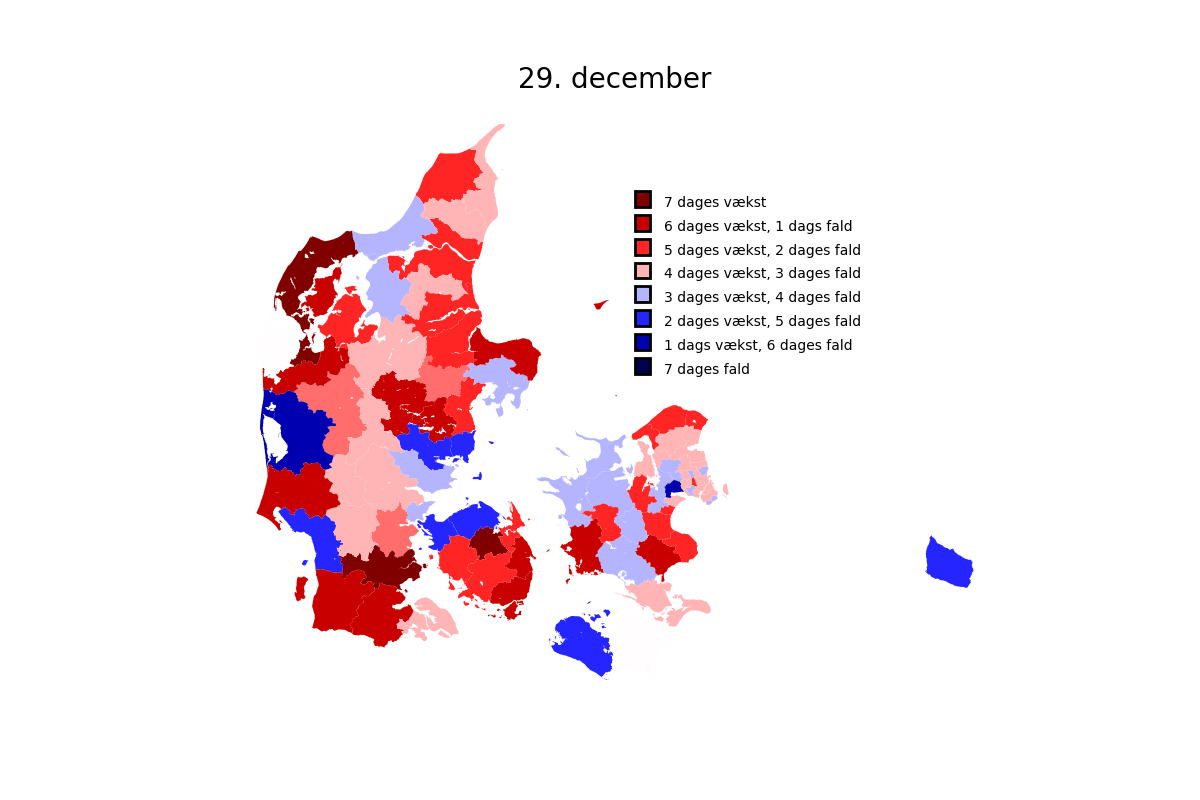 29. december
7 dages vækst
6 dages vækst, 1 dags fald
5 dages vækst, 2 dages fald
4 dages vækst, 3 dages fald
3 dages vækst, 4 dages fald
2 dages vækst, 5 dages fald
1 dags vækst, 6 dages fald
7 dages fald